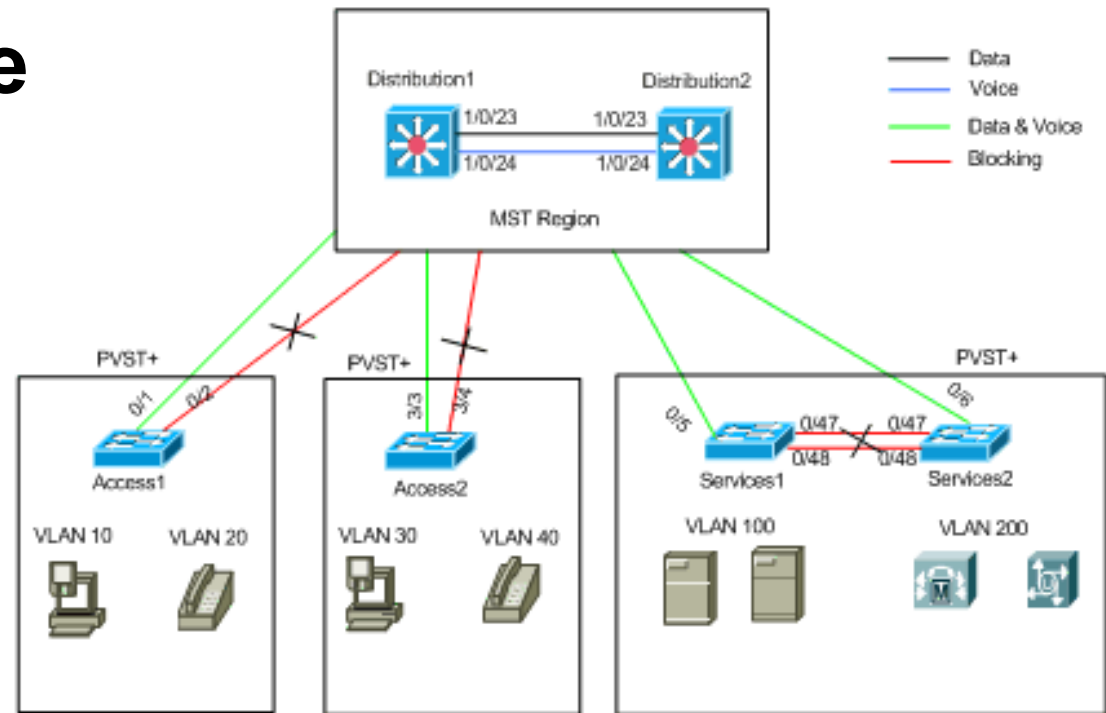 e
Distribution1
Distribution2
1/0/23
1/0/23
1/0/24
1/0/24
MST Region
Data
Voice
Data & Voice
Blocking
PVST+
0/1
0/2
Access1
VLAN 10
VLAN 20
PVST+
3/3
3/4
Access2
VLAN 30
VLAN 40
PVST+
0/5
0/6
0/47
0/47
0/48
0/48
Services1
Services2
VLAN 100
VLAN 200
M
U